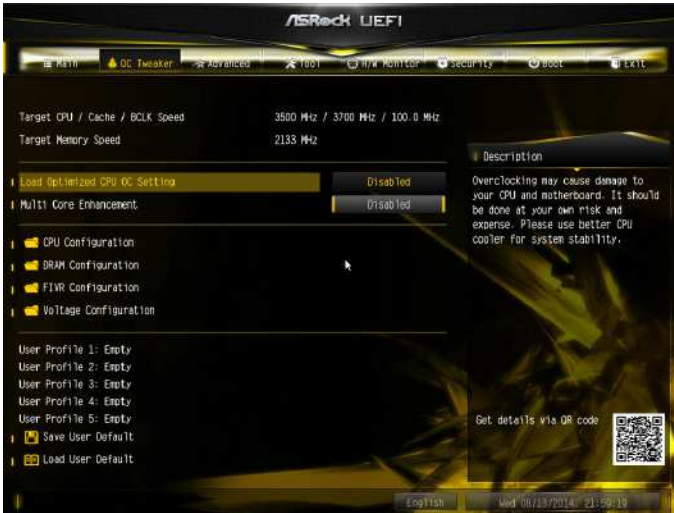 ASRock UEFI
Main OC Tweaker Advanced Tool H/W Monitor Security Boot Exit
Target CPU / Cache / BCLK Speed 3500 MHz / 3700 MHz / 100.0 MHz
Target Memory Speed 2133 MHz
Load Optimized CPU OC Setting Disabled
Multi Core Enhancement Disabled
CPU Configuration
DRAM Configuration
FIVR Configuration
Voltage Configuration
User Profile 1: Empty
User Profile 2: Empty
User Profile 3: Empty
User Profile 4: Empty
User Profile 5: Empty
Save User Default
Load User Default
Description
Overclocking may cause damage to
your CPU and motherboard. It should
be done at your own risk and
expense. Please use better CPU
cooler for system stability.
Get details via QR code
English Wed 08/13/2014, 21:59:19